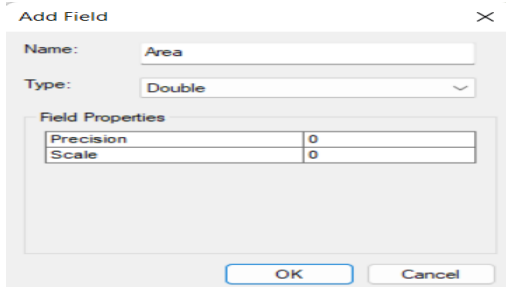 Add Field
Name: Area
Type: Double
Field Properties
Precision 0
Scale 0
OK Cancel